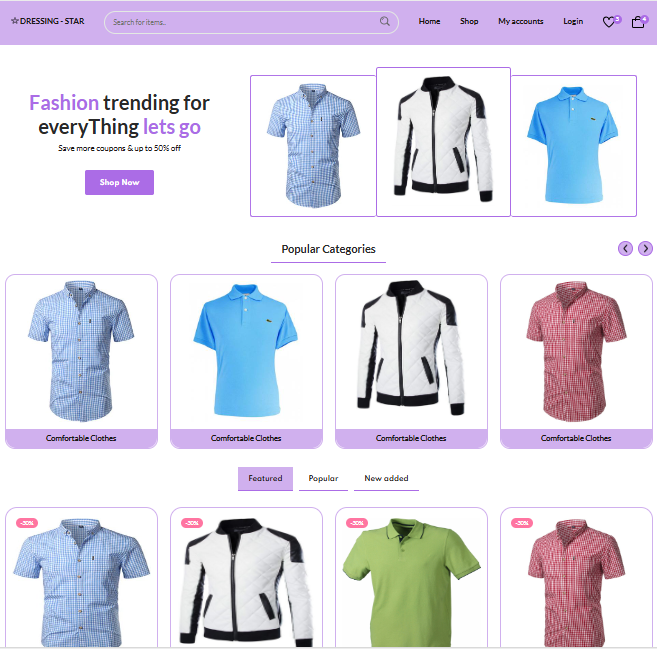 ☆ DRESSING - STAR
Search for items..
Home
Shop
My accounts
Login
Fashion trending for
everyThing lets go
Save more coupons & up to 50% off
Shop Now
Popular Categories
Comfortable Clothes
Comfortable Clothes
Comfortable Clothes
Comfortable Clothes
Featured
Popular
New added
-30%
-30%
-30%
-30%